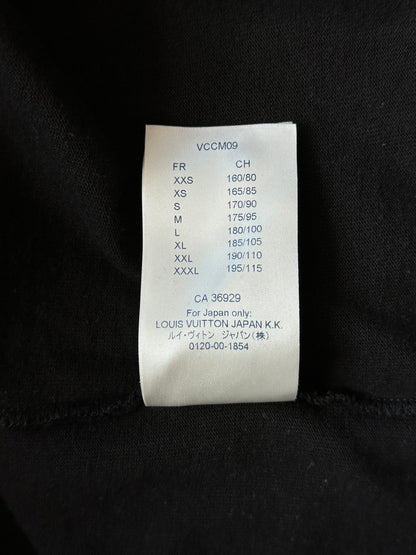 VCCM09
FR CH
XXS 160/80
XS 165/85
S 170/90
M 175/95
L 180/100
XL 185/105
XXL 190/110
XXXL 195/115
CA 36929
For Japan only:
LOUIS VUITTON JAPAN K.K.
ルイ・ヴィトン ジャパン(株)
0120-00-1854